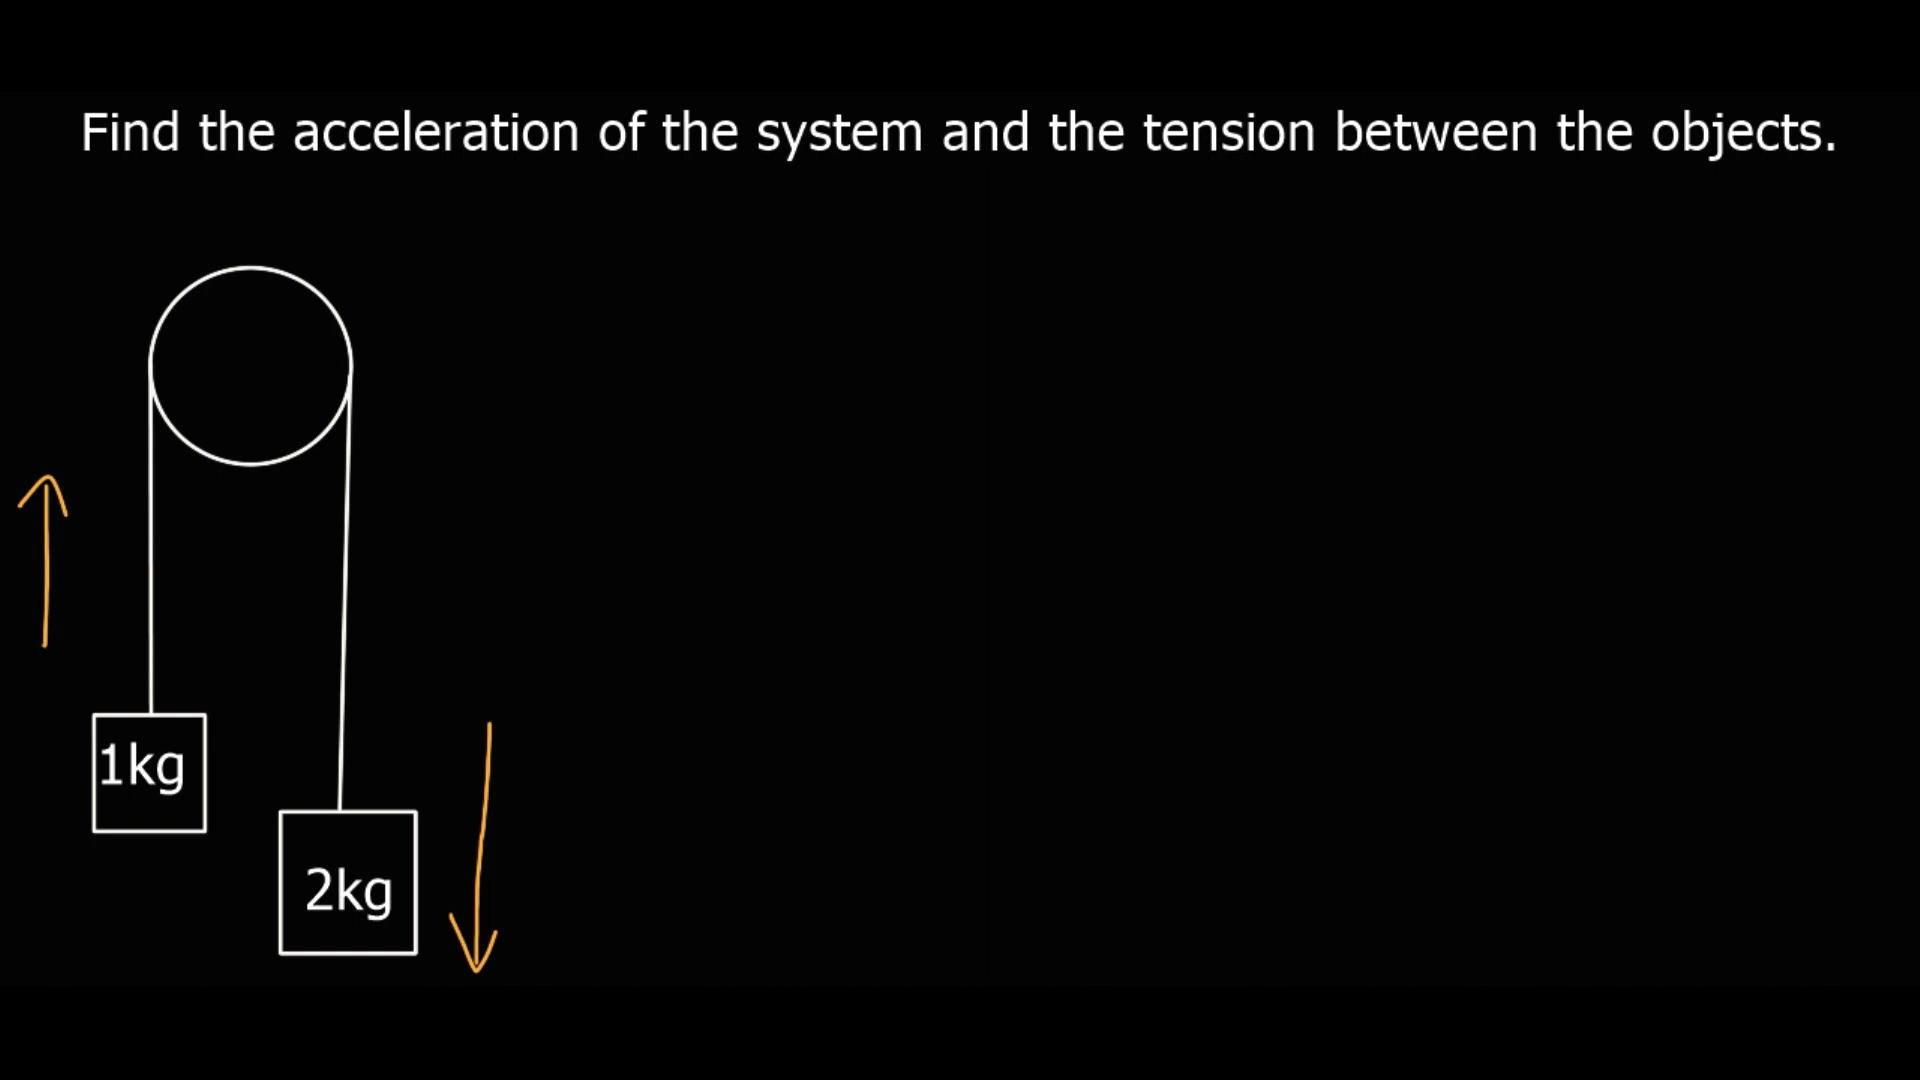 Find the acceleration of the system and the tension between the objects.
1kg
2kg